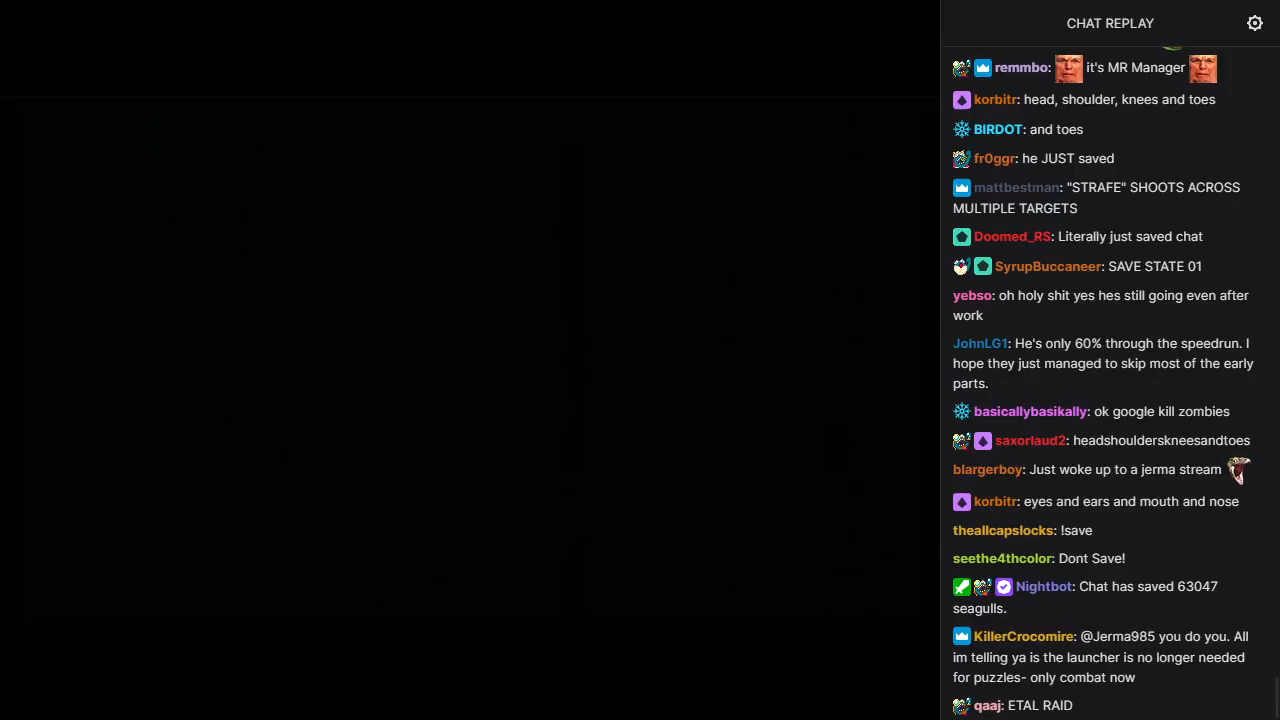 CHAT REPLAY
remmbo: it's MR Manager
korbitr: head, shoulder, knees and toes
BIRDOT: and toes
fr0ggr: he JUST saved
mattbestman: "STRAFE" SHOOTS ACROSS
MULTIPLE TARGETS
Doomed_RS: Literally just saved chat
SyrupBuccaneer: SAVE STATE 01
yebso: oh holy shit yes hes still going even after
work
JohnLG1: He's only 60% through the speedrun. I
hope they just managed to skip most of the early
parts.
basicallybasikally: ok google kill zombies
saxorlaud2: headshoulderskneesandtoes
blargerboy: Just woke up to a jerma stream
korbitr: eyes and ears and mouth and nose
theallcapslocks: !save
seethe4thcolor: Dont Save!
Nightbot: Chat has saved 63047
seagulls.
KillerCrocomire: @Jerma985 you do you. All
im telling ya is the launcher is no longer needed
for puzzles- only combat now
qaaj: ETAL RAID